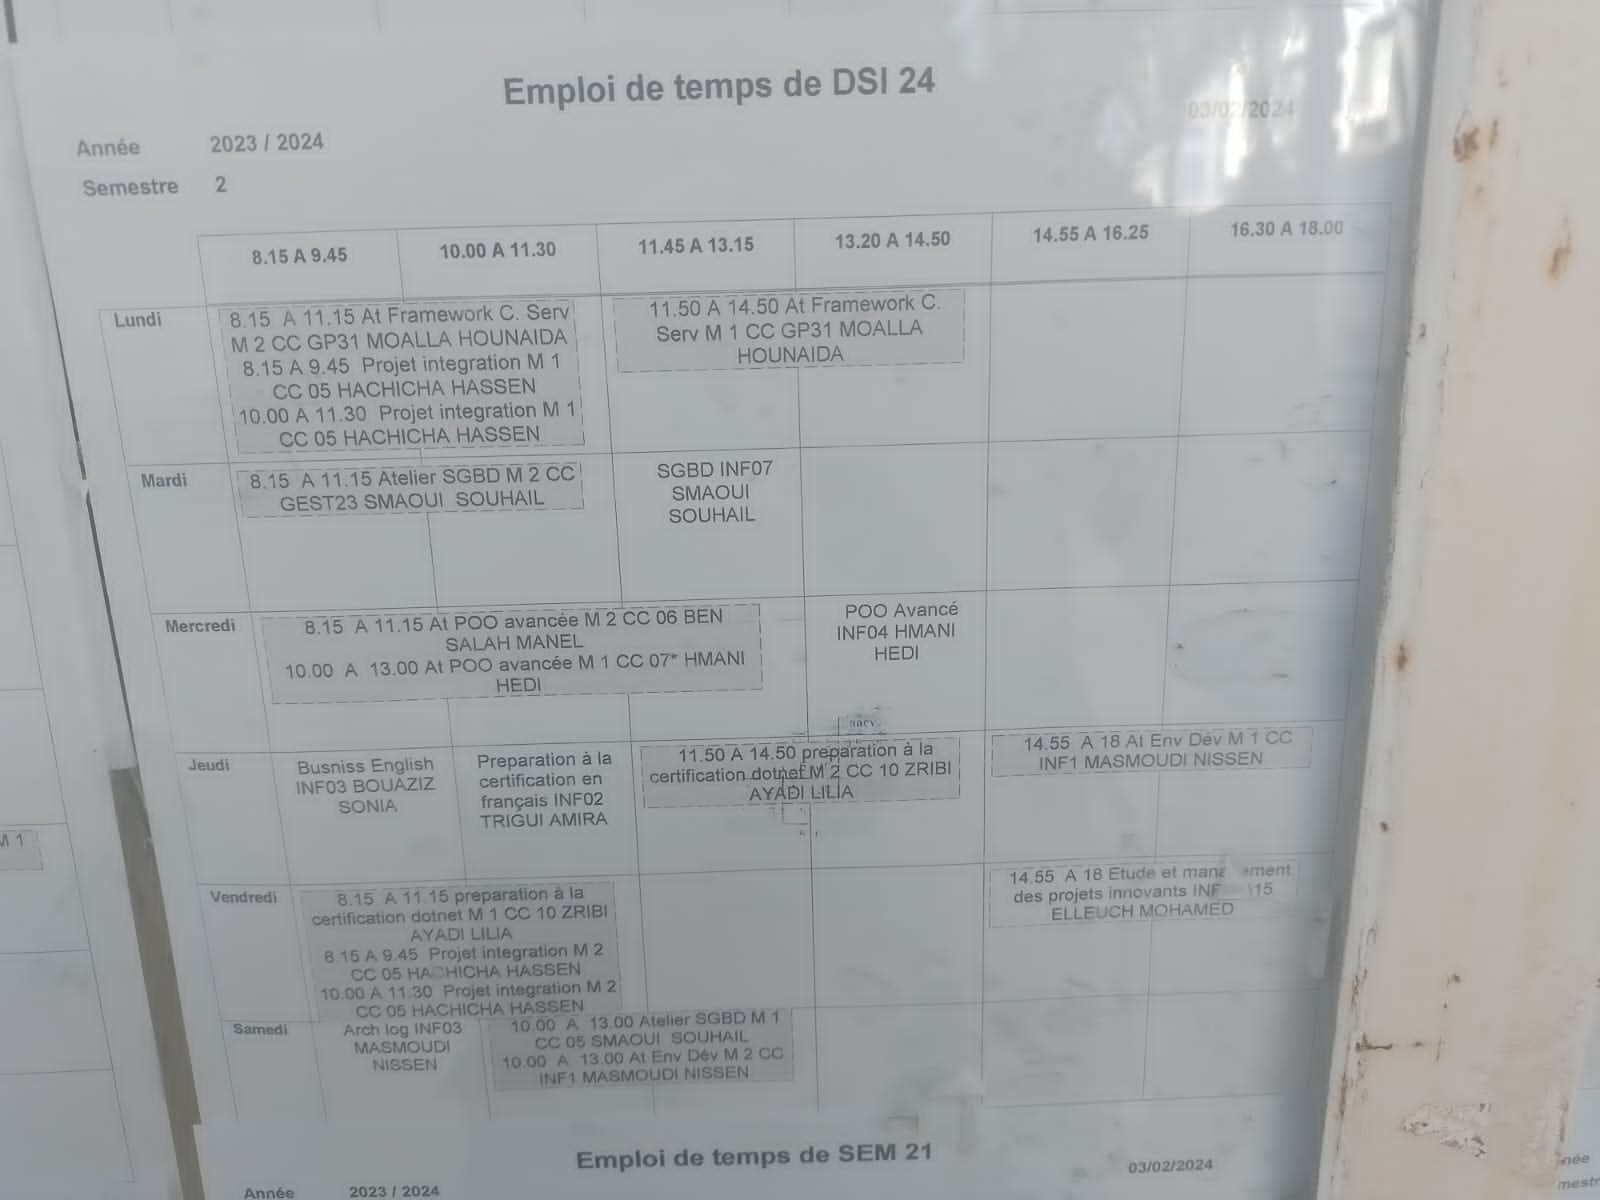 Emploi de temps de DSI 24
03/02/2024
Année 2023 / 2024
Semestre 2
8.15 A 9.45 10.00 A 11.30 11.45 A 13.15 13.20 A 14.50 14.55 A 16.25 16.30 A 18.00
Lundi
8.15 A 11.15 At Framework C. Serv
M 2 CC GP31 MOALLA HOUNAIDA
8.15 A 9.45 Projet integration M 1
CC 05 HACHICHA HASSEN
10.00 A 11.30 Projet integration M 1
CC 05 HACHICHA HASSEN
11.50 A 14.50 At Framework C.
Serv M 1 CC GP31 MOALLA
HOUNAIDA
Mardi
8.15 A 11.15 Atelier SGBD M 2 CC
GEST23 SMAOUI SOUHAIL
SGBD INF07
SMAOUI
SOUHAIL
Mercredi
8.15 A 11.15 At POO avancée M 2 CC 06 BEN
SALAH MANEL
10.00 A 13.00 At POO avancée M 1 CC 07* HMANI
HEDI
POO Avancé
INF04 HMANI
HEDI
Jeudi
Busniss English
INF03 BOUAZIZ
SONIA
Preparation à la
certification en
français INF02
TRIGUI AMIRA
11.50 A 14.50 preparation à la
certification dotnet M 2 CC 10 ZRIBI
AYADI LILIA
14.55 A 18 At Env Dév M 1 CC
INF1 MASMOUDI NISSEN
Vendredi
8.15 A 11.15 preparation à la
certification dotnet M 1 CC 10 ZRIBI
AYADI LILIA
8.15 A 9.45 Projet integration M 2
CC 05 HACHICHA HASSEN
10.00 A 11.30 Projet integration M 2
CC 05 HACHICHA HASSEN
14.55 A 18 Etude et
des projets innovants
ELLEUCH MOHAMED
Samedi
Arch log INF03
MASMOUDI
NISSEN
10.00 A 13.00 Atelier SGBD M 1
CC 05 SMAOUI SOUHAIL
10.00 A 13.00 At Env Dév M 2 CC
INF1 MASMOUDI NISSEN
Emploi de temps de SEM 21
03/02/2024
Année 2023 / 2024
M 1